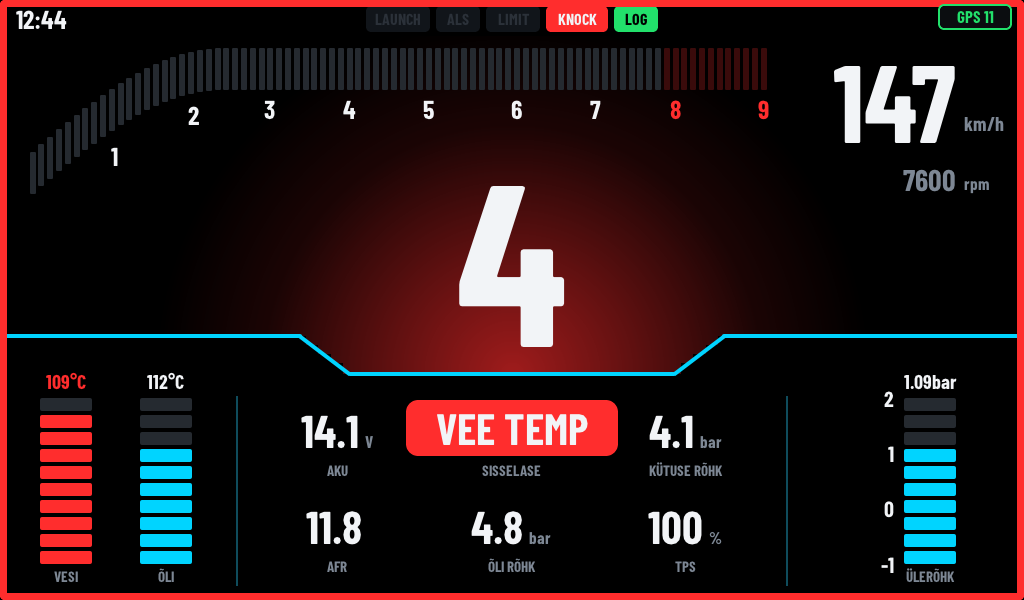 12:44 LAUNCH ALS LIMIT KNOCK LOG GPS 11
1 2 3 4 5 6 7 8 9
147 km/h
7600 rpm
4
109°C 112°C 1.09bar
14.1 V VEE TEMP 4.1 bar
AKU SISSELASE KÜTUSE RÕHK
11.8 4.8 bar 100 %
AFR ÕLI RÕHK TPS
VESI ÕLI
2
1
0
-1
ÜLERÕHK